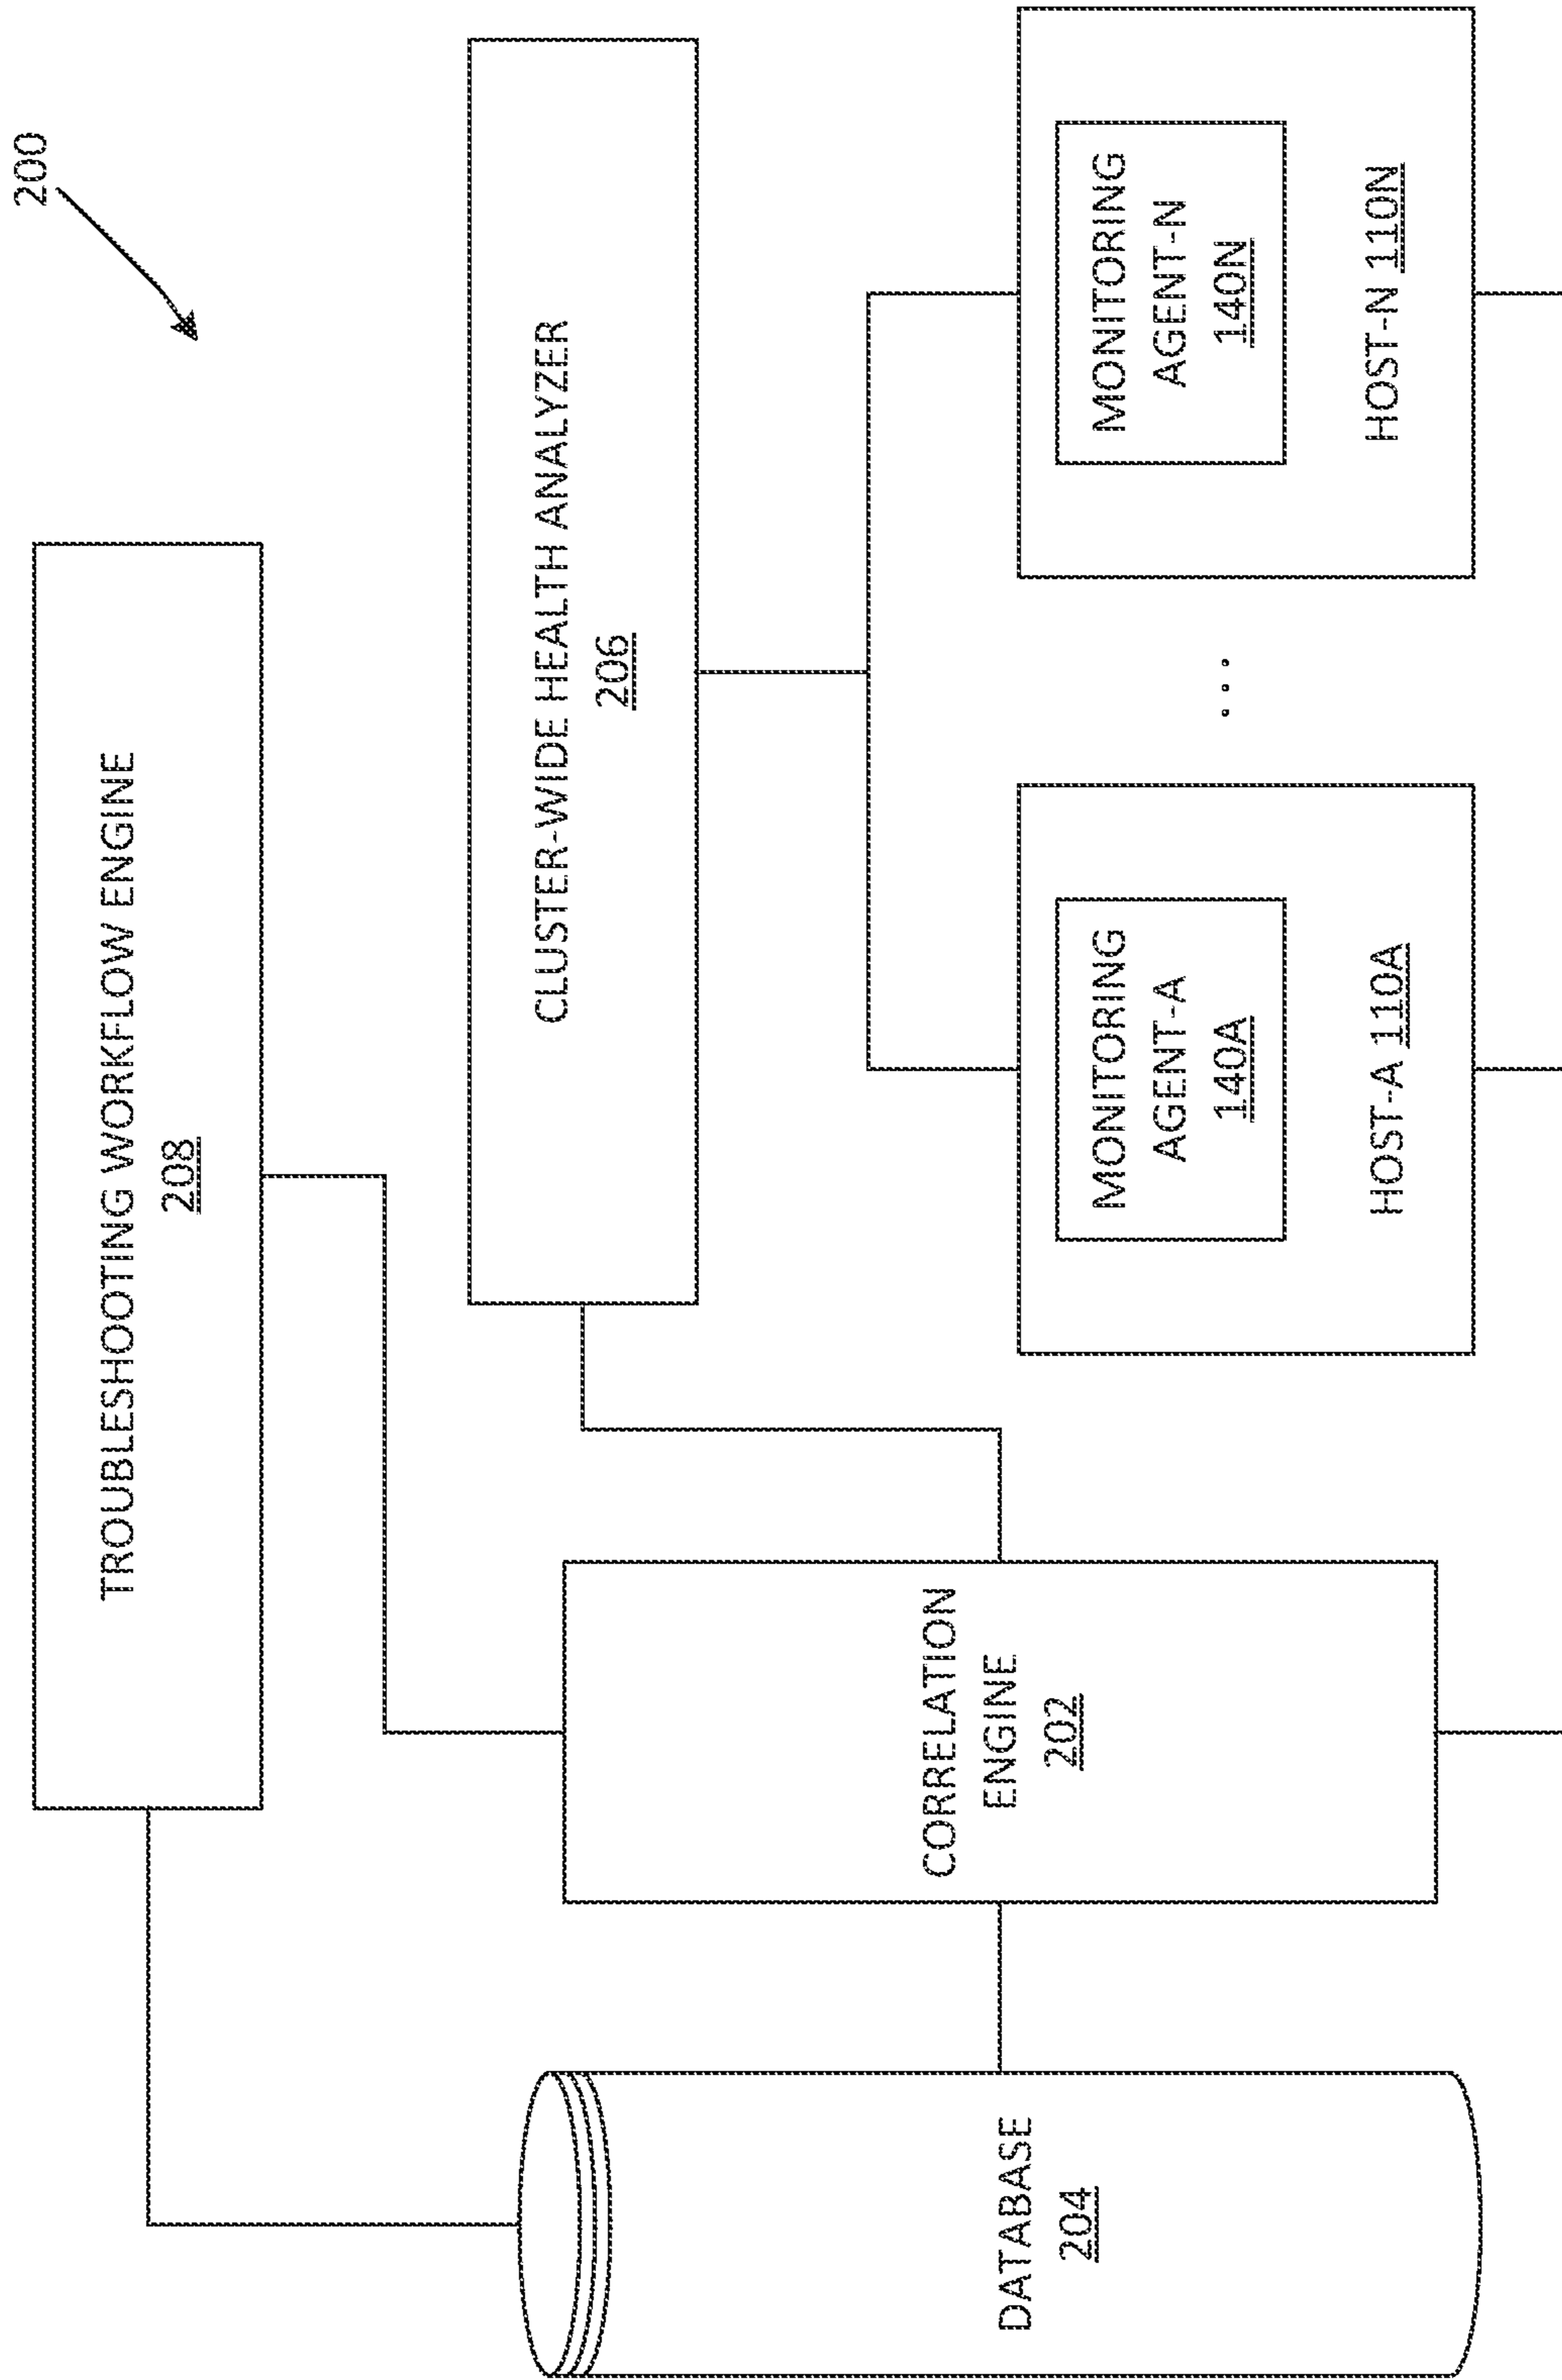 200
TROUBLESHOOTING WORKFLOW ENGINE
208
CLUSTER-WIDE HEALTH ANALYZER
206
DATABASE
204
CORRELATION
ENGINE
202
MONITORING
AGENT-A
140A
HOST-A 110A
...
MONITORING
AGENT-N
140N
HOST-N 110N